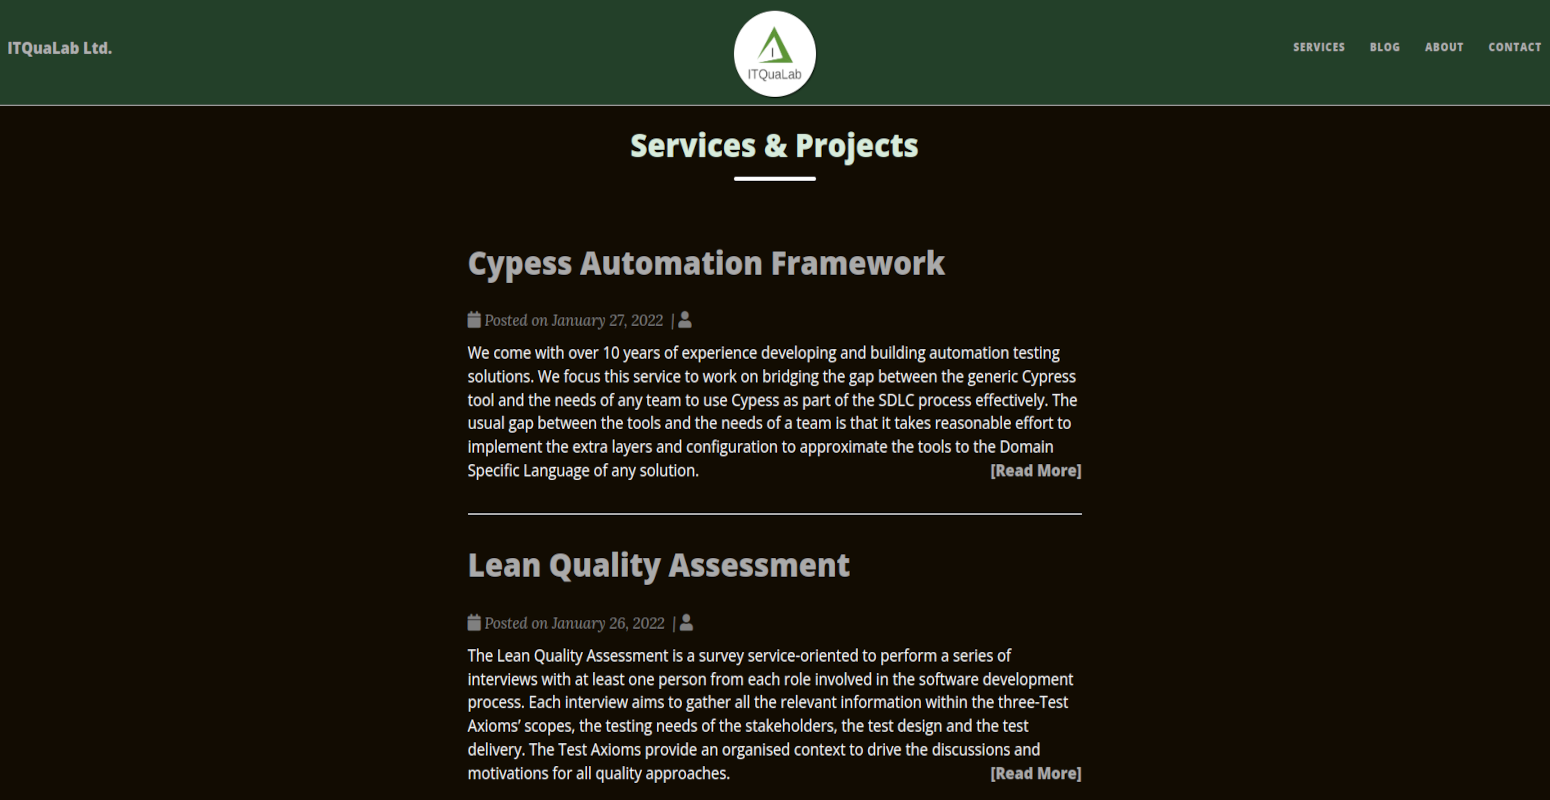 ITQuaLab Ltd.
ITQuaLab
SERVICES BLOG ABOUT CONTACT
Services & Projects
Cypess Automation Framework
Posted on January 27, 2022 |
We come with over 10 years of experience developing and building automation testing
solutions. We focus this service to work on bridging the gap between the generic Cypress
tool and the needs of any team to use Cypess as part of the SDLC process effectively. The
usual gap between the tools and the needs of a team is that it takes reasonable effort to
implement the extra layers and configuration to approximate the tools to the Domain
Specific Language of any solution. [Read More]
Lean Quality Assessment
Posted on January 26, 2022 |
The Lean Quality Assessment is a survey service-oriented to perform a series of
interviews with at least one person from each role involved in the software development
process. Each interview aims to gather all the relevant information within the three-Test
Axioms’ scopes, the testing needs of the stakeholders, the test design and the test
delivery. The Test Axioms provide an organised context to drive the discussions and
motivations for all quality approaches. [Read More]